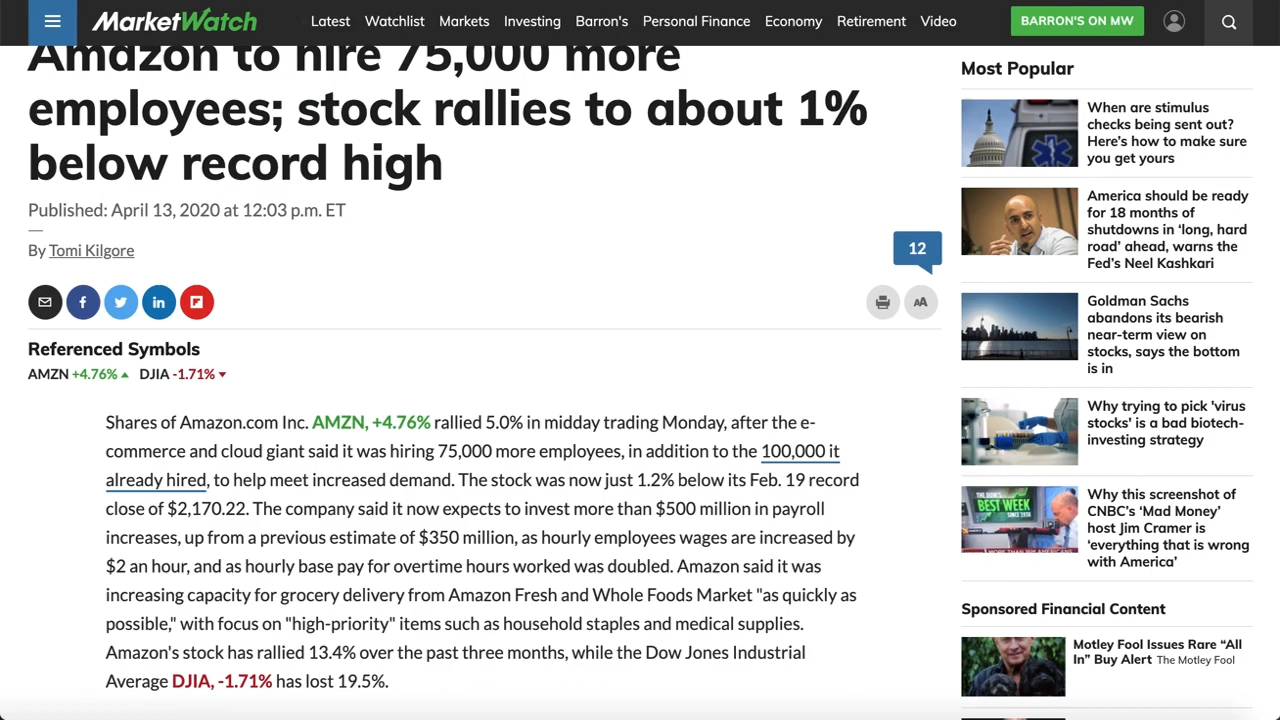 MarketWatch
Latest Watchlist Markets Investing Barron's Personal Finance Economy Retirement Video
BARRON'S ON MW
Amazon to hire 75,000 more
employees; stock rallies to about 1%
below record high
Published: April 13, 2020 at 12:03 p.m. ET
By Tomi Kilgore
12
f
in
AA
Referenced Symbols
AMZN +4.76% DJIA -1.71%
Shares of Amazon.com Inc. AMZN, +4.76% rallied 5.0% in midday trading Monday, after the e-
commerce and cloud giant said it was hiring 75,000 more employees, in addition to the 100,000 it
already hired, to help meet increased demand. The stock was now just 1.2% below its Feb. 19 record
close of $2,170.22. The company said it now expects to invest more than $500 million in payroll
increases, up from a previous estimate of $350 million, as hourly employees wages are increased by
$2 an hour, and as hourly base pay for overtime hours worked was doubled. Amazon said it was
increasing capacity for grocery delivery from Amazon Fresh and Whole Foods Market "as quickly as
possible," with focus on "high-priority" items such as household staples and medical supplies.
Amazon's stock has rallied 13.4% over the past three months, while the Dow Jones Industrial
Average DJIA, -1.71% has lost 19.5%.
Most Popular
When are stimulus
checks being sent out?
Here's how to make sure
you get yours
America should be ready
for 18 months of
shutdowns in ‘long, hard
road’ ahead, warns the
Fed's Neel Kashkari
Goldman Sachs
abandons its bearish
near-term view on
stocks, says the bottom
is in
Why trying to pick 'virus
stocks' is a bad biotech-
investing strategy
THE DOW'S
BEST WEEK
SINCE 1938
MORE THAN 16M AMERICANS
Why this screenshot of
CNBC's ‘Mad Money’
host Jim Cramer is
‘everything that is wrong
with America’
Sponsored Financial Content
Motley Fool Issues Rare “All
In” Buy Alert The Motley Fool